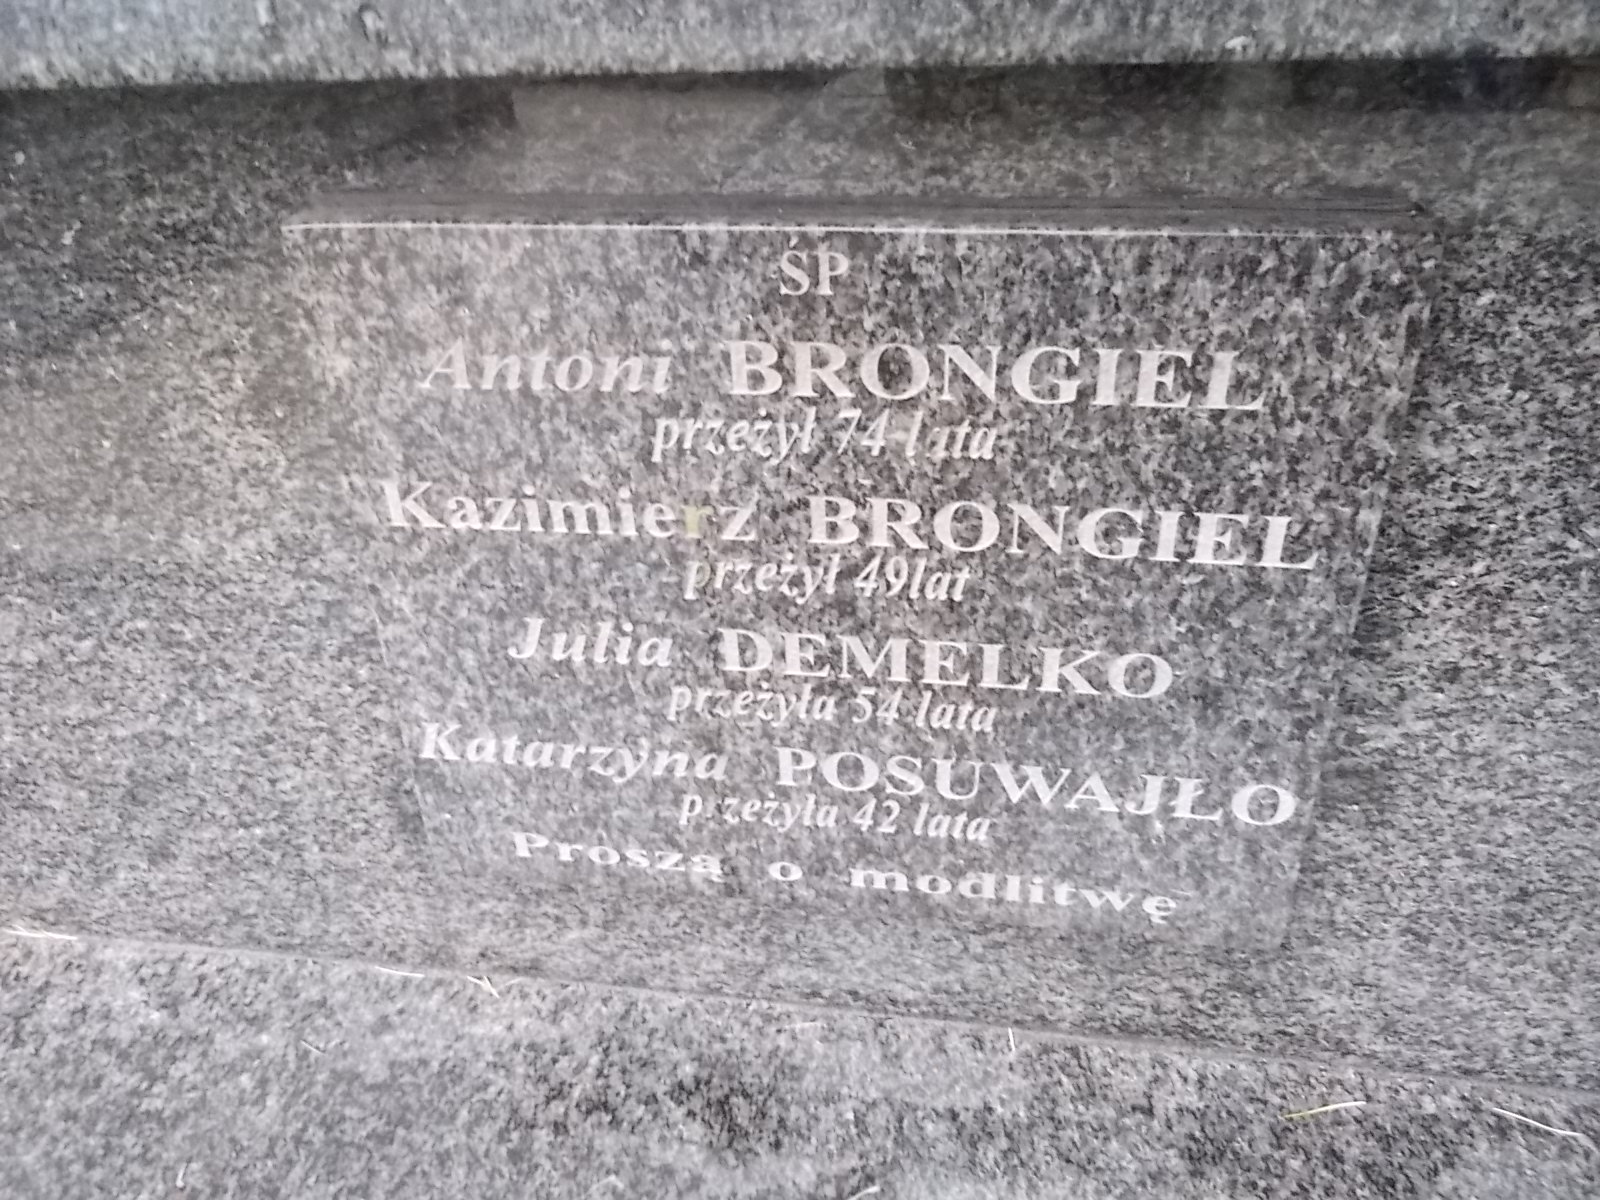 ŚP
Antoni BRONGIEL
przeżył 74 lata
Kazimierz BRONGIEL
przeżył 49lat
Julia DEMELKO
przeżyła 54 lata
Katarzyna POSUWAJŁO
przeżyła 42 lata
Proszą o modlitwę